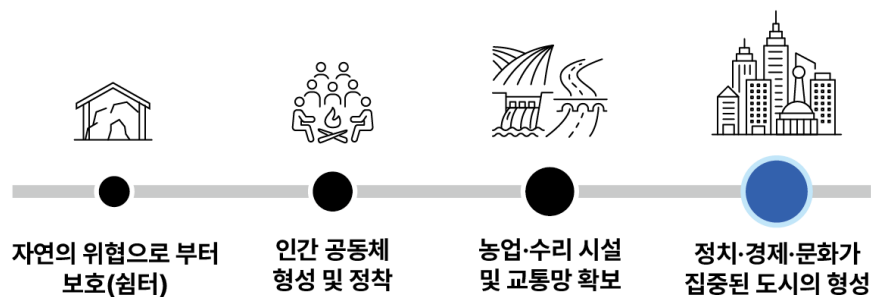 자연의 위협으로 부터
보호(쉼터)
인간 공동체
형성 및 정착
농업·수리 시설
및 교통망 확보
정치·경제·문화가
집중된 도시의 형성